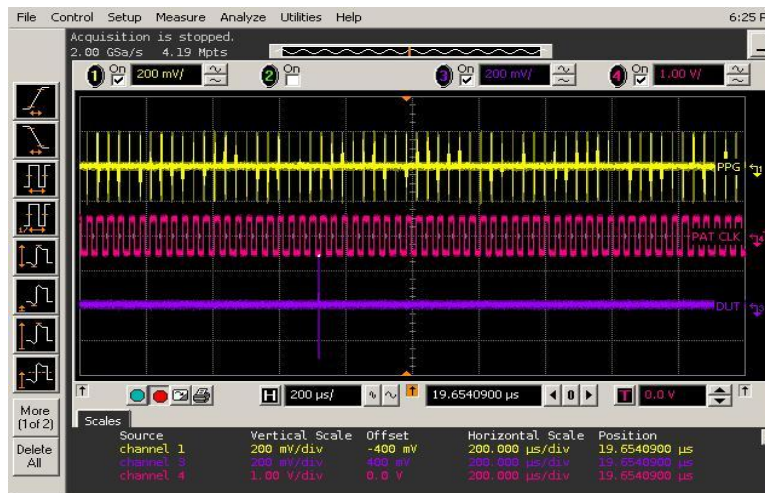 File Control Setup Measure Analyze Utilities Help 6:25 P
Acquisition is stopped.
2.00 GSa/s 4.19 Mpts
1 On 200 mV/ 2 On 3 On 200 mV/ 4 On 1.00 V/
PPG
PAT CLK
DUT
More
(1of 2)
Delete
All
H 200 µs/ 19.6540900 µs 0 T 0.0 V
Scales
Source Vertical Scale Offset Horizontal Scale Position
channel 1 200 mV/div -400 mV 200.000 µs/div 19.6540900 µs
channel 3 200 mV/div 400 mV 200.000 µs/div 19.6540900 µs
channel 4 1.00 V/div 0.0 V 200.000 µs/div 19.6540900 µs